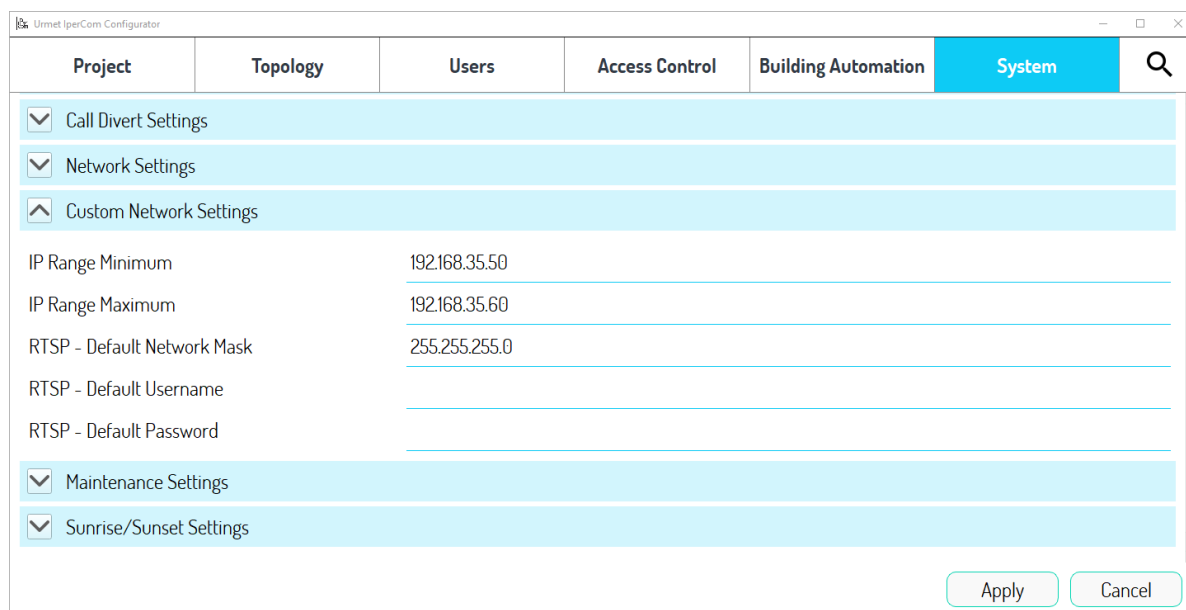 Urmet IperCom Configurator
Project Topology Users Access Control Building Automation System
Call Divert Settings
Network Settings
Custom Network Settings
IP Range Minimum 192.168.35.50
IP Range Maximum 192.168.35.60
RTSP - Default Network Mask 255.255.255.0
RTSP - Default Username
RTSP - Default Password
Maintenance Settings
Sunrise/Sunset Settings
Apply Cancel